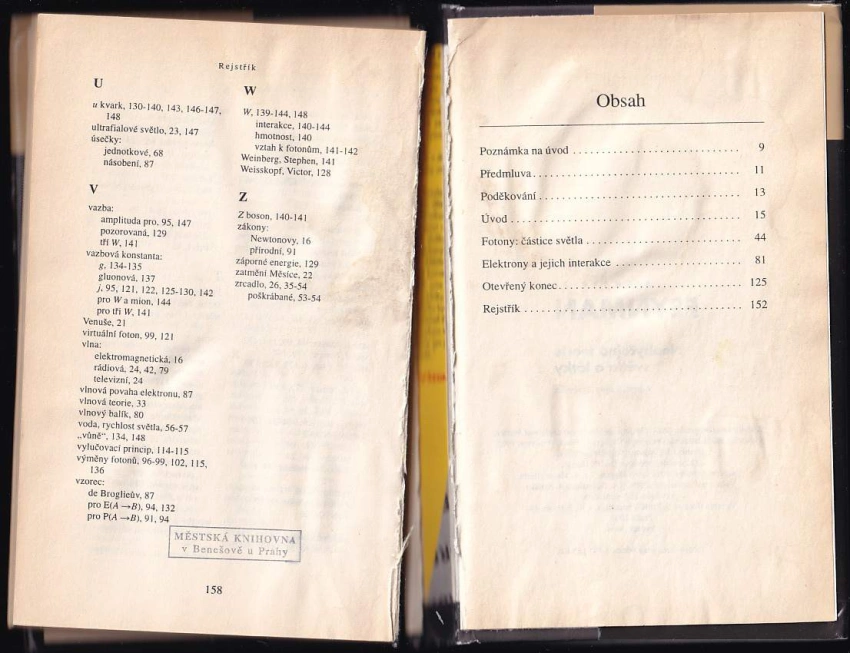 Rejstřík
U
u kvark, 130-140, 143, 146-147,
148
ultrafialové světlo, 23, 147
úsečky:
jednotkové, 68
násobení, 87
V
vazba:
amplituda pro, 95, 147
pozorovaná, 129
tří W, 141
vazbová konstanta:
g, 134-135
gluonová, 137
j, 95, 121, 122, 125-130, 142
pro W a mion, 144
pro tři W, 141
Venuše, 21
virtuální foton, 99, 121
vlna:
elektromagnetická, 16
rádiová, 24, 42, 79
televizní, 24
vlnová povaha elektronu, 87
vlnová teorie, 33
vlnový balík, 80
voda, rychlost světla, 56-57
„vůně“, 134, 148
vylučovací princip, 114-115
výměny fotonů, 96-99, 102, 115,
136
vzorec:
de Broglieův, 87
pro E(A→B), 94, 132
pro P(A→B), 91, 94
W
W, 139-144, 148
interakce, 140-144
hmotnost, 140
vztah k fotonům, 141-142
Weinberg, Stephen, 141
Weisskopf, Victor, 128
Z
Z boson, 140-141
zákony:
Newtonovy, 16
přírodní, 91
záporné energie, 129
zatmění Měsíce, 22
zrcadlo, 26, 35-54
poškrábané, 53-54
MĚSTSKÁ KNIHOVNA
v Benešově u Prahy
158
Obsah
Poznámka na úvod 9
Předmluva 11
Poděkování 13
Úvod 15
Fotony: částice světla 44
Elektrony a jejich interakce 81
Otevřený konec 125
Rejstřík 152